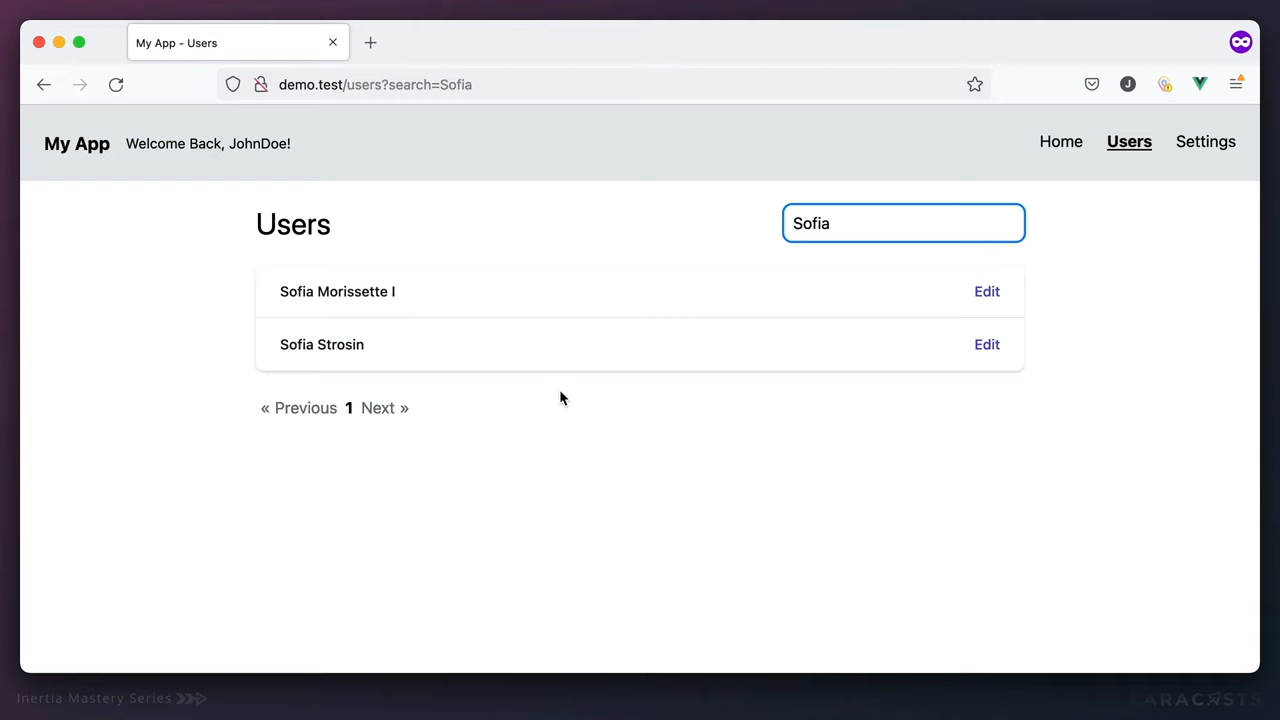 My App - Users
demo.test/users?search=Sofia
J
My App Welcome Back, JohnDoe! Home Users Settings
Users
Sofia
Sofia Morissette I Edit
Sofia Strosin Edit
« Previous 1 Next »
Inertia Mastery Series
LARACASTS